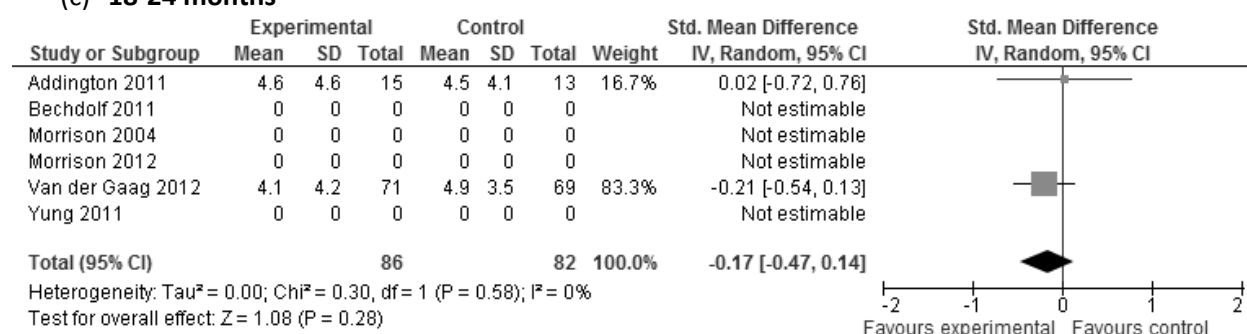 (c) 18-24 months
Experimental Control Std. Mean Difference Std. Mean Difference
Study or Subgroup Mean SD Total Mean SD Total Weight IV, Random, 95% CI IV, Random, 95% CI
Addington 2011 4.6 4.6 15 4.5 4.1 13 16.7% 0.02 [-0.72, 0.76]
Bechdolf 2011 0 0 0 0 0 0 Not estimable
Morrison 2004 0 0 0 0 0 0 Not estimable
Morrison 2012 0 0 0 0 0 0 Not estimable
Van der Gaag 2012 4.1 4.2 71 4.9 3.5 69 83.3% -0.21 [-0.54, 0.13]
Yung 2011 0 0 0 0 0 0 Not estimable
Total (95% CI) 86 82 100.0% -0.17 [-0.47, 0.14]
Heterogeneity: Tau² = 0.00; Chi² = 0.30, df = 1 (P = 0.58); I² = 0%
Test for overall effect: Z = 1.08 (P = 0.28)
-2 -1 0 1 2
Favours experimental Favours control